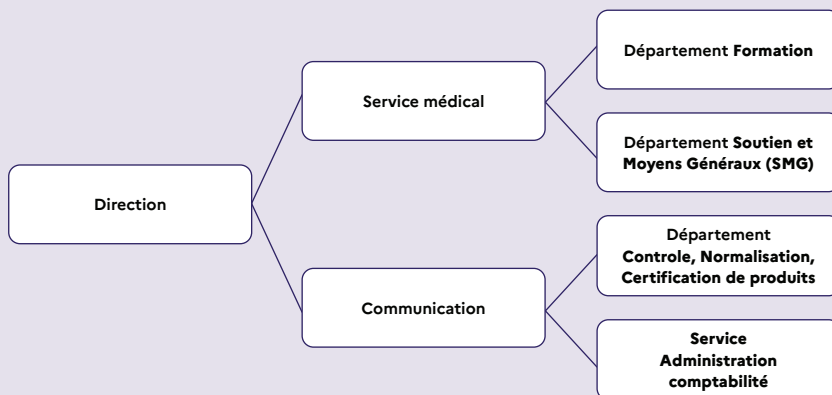 Direction
Service médical
Communication
Département Formation
Département Soutien et
Moyens Généraux (SMG)
Département
Controle, Normalisation,
Certification de produits
Service
Administration
comptabilité